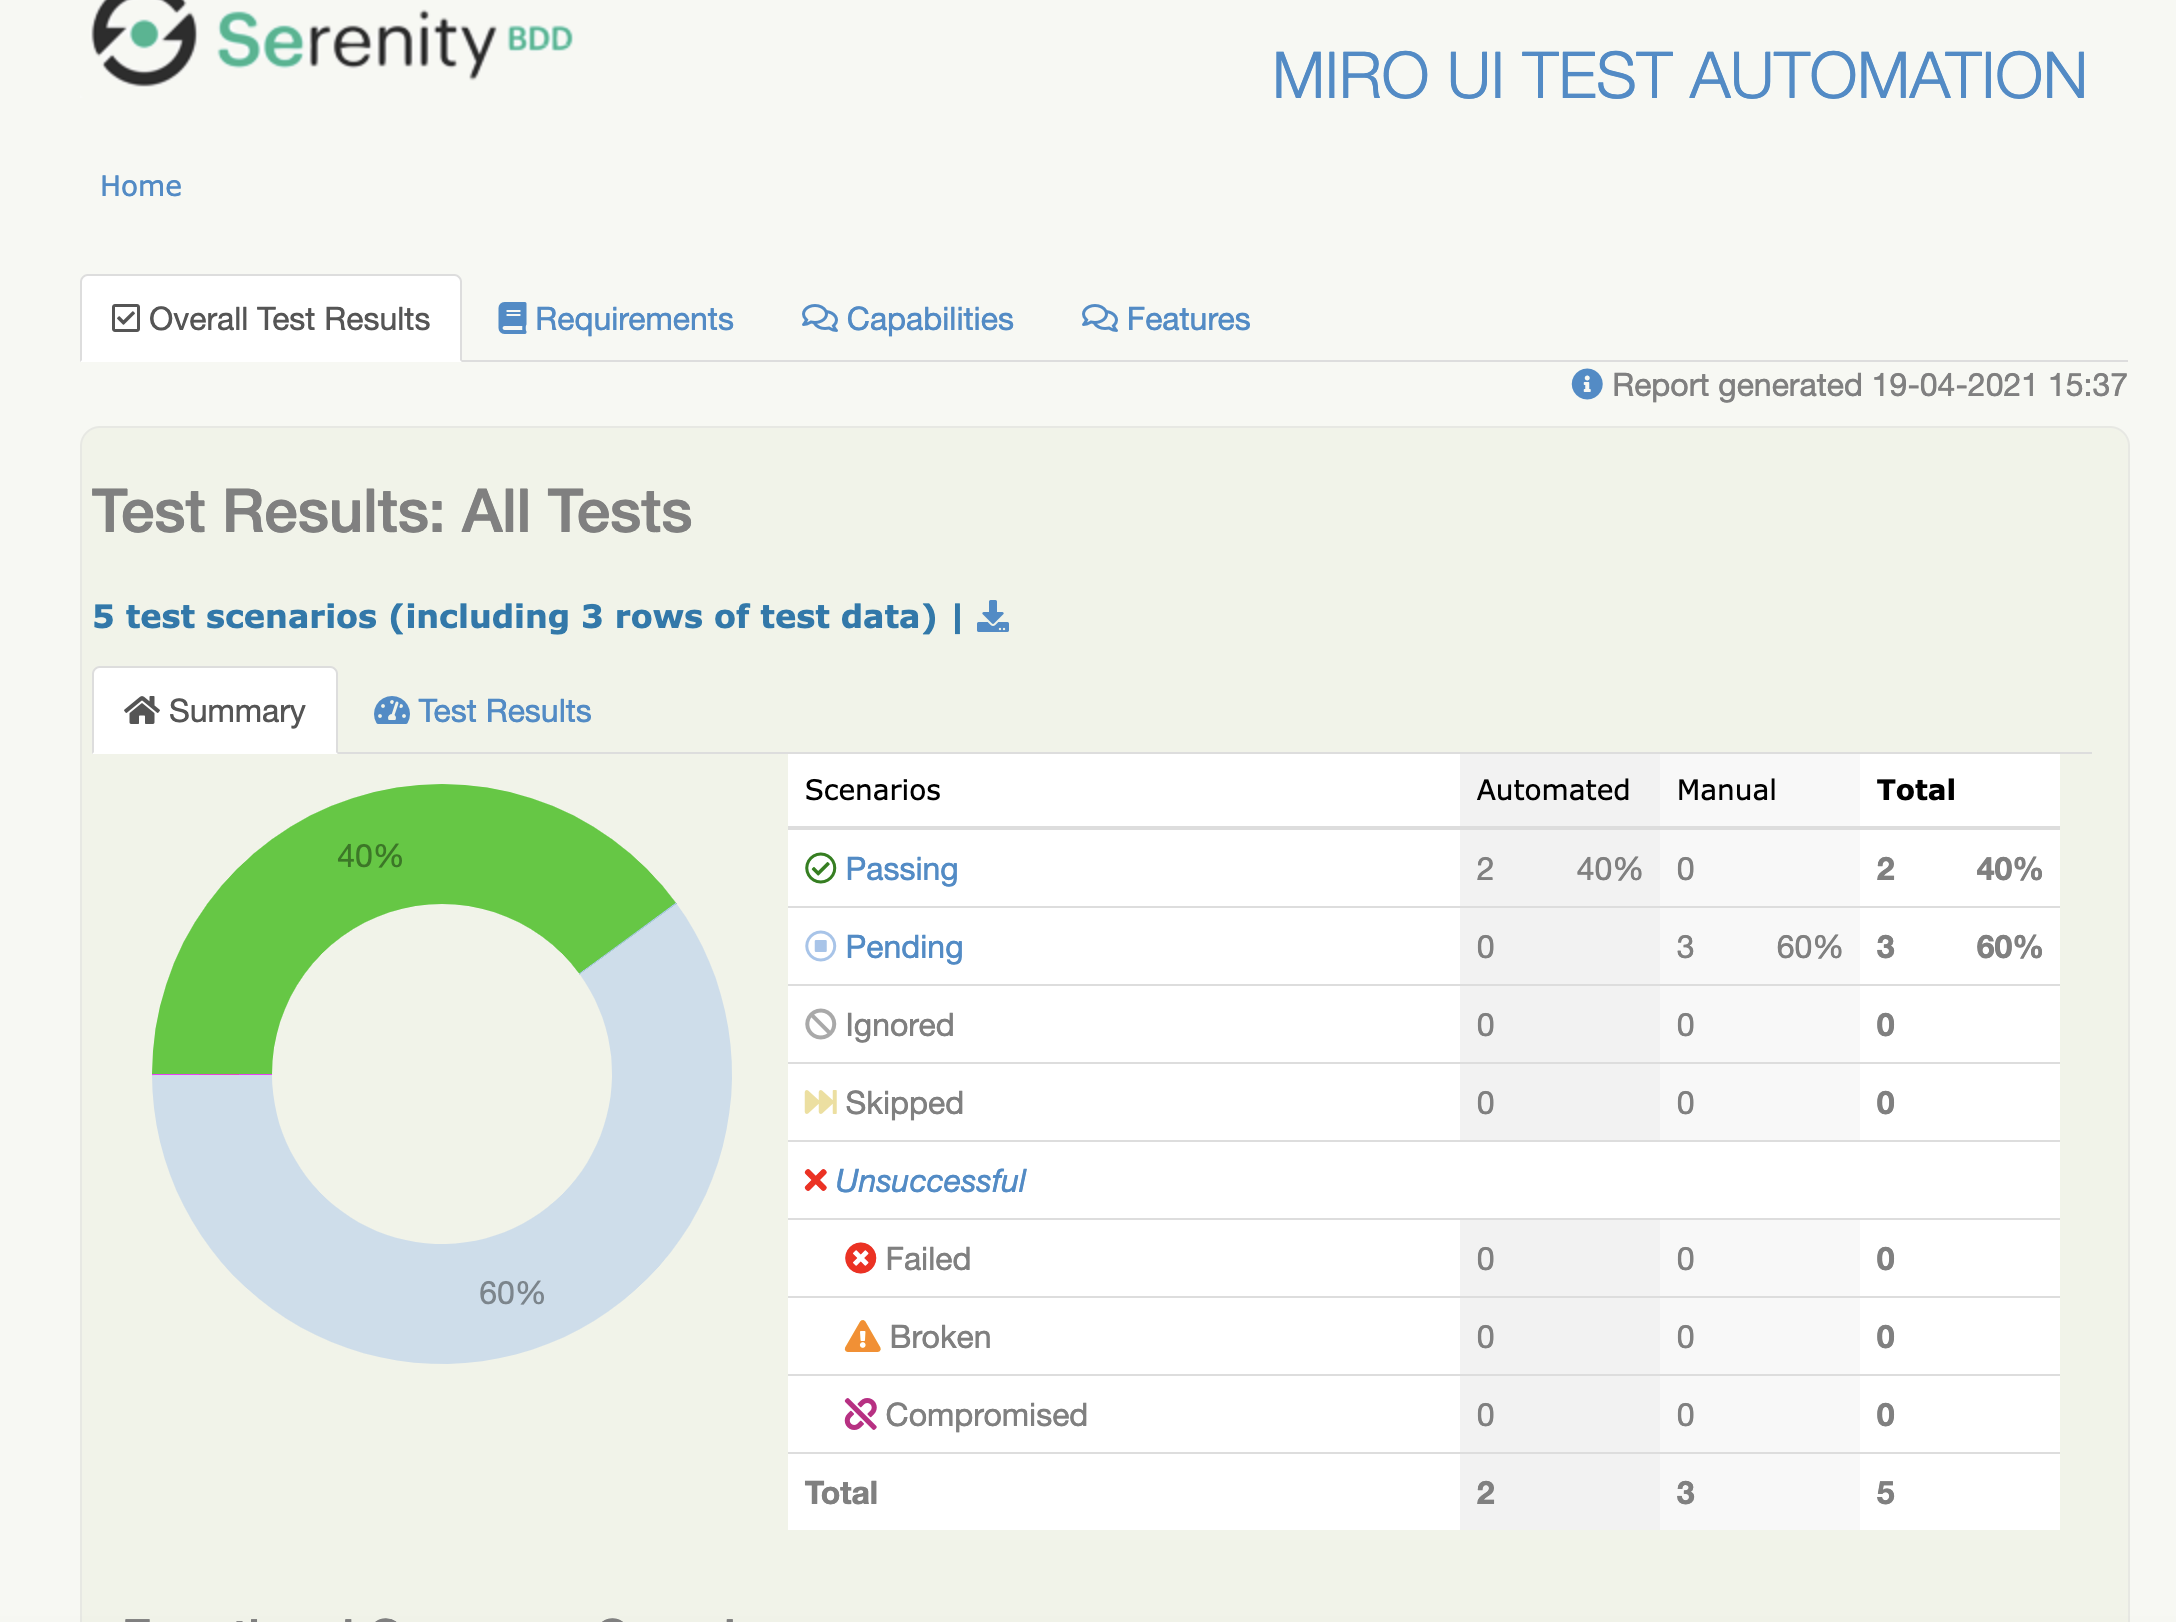 Serenity BDD
MIRO UI TEST AUTOMATION
Home
Overall Test Results Requirements Capabilities Features
Report generated 19-04-2021 15:37
Test Results: All Tests
5 test scenarios (including 3 rows of test data) |
Summary Test Results
40%
60%
Scenarios Automated Manual Total
Passing 2 40% 0 2 40%
Pending 0 3 60% 3 60%
Ignored 0 0 0
Skipped 0 0 0
Unsuccessful
Failed 0 0 0
Broken 0 0 0
Compromised 0 0 0
Total 2 3 5